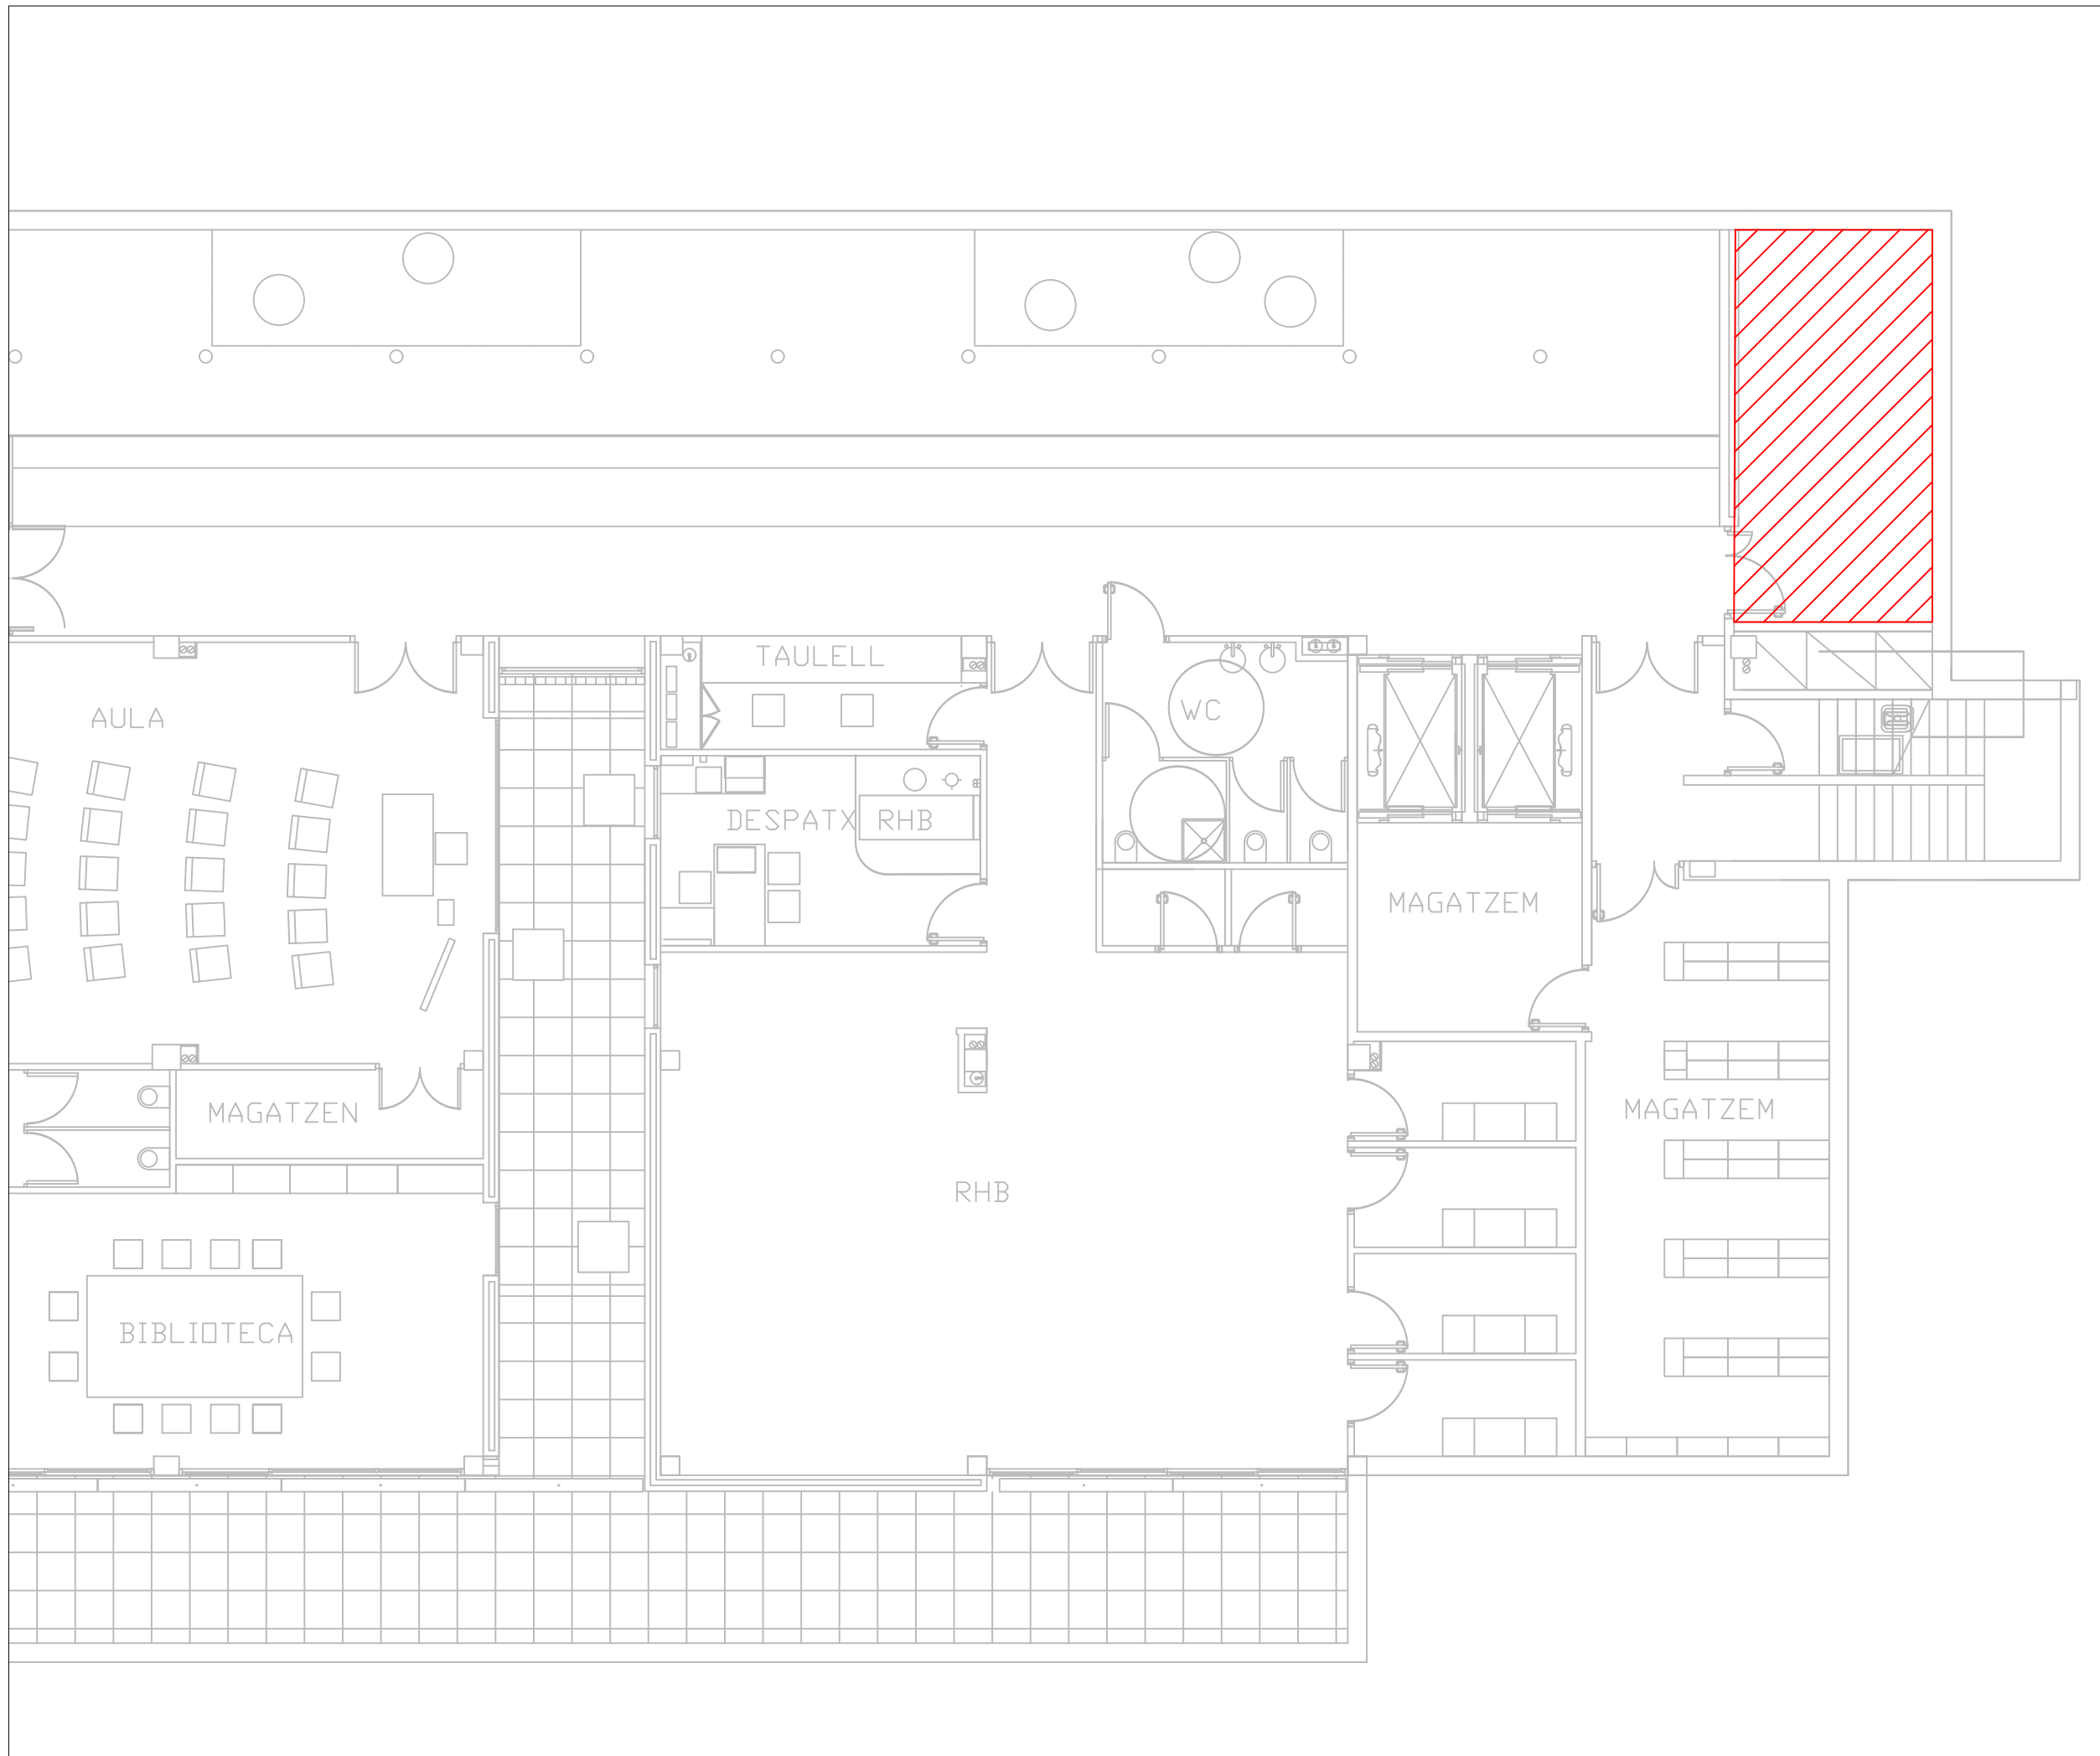 TAULELL
AULA
WC
DESPATX RHB
MAGATZEM
MAGATZEN
MAGATZEM
RHB
BIBLIOTECA